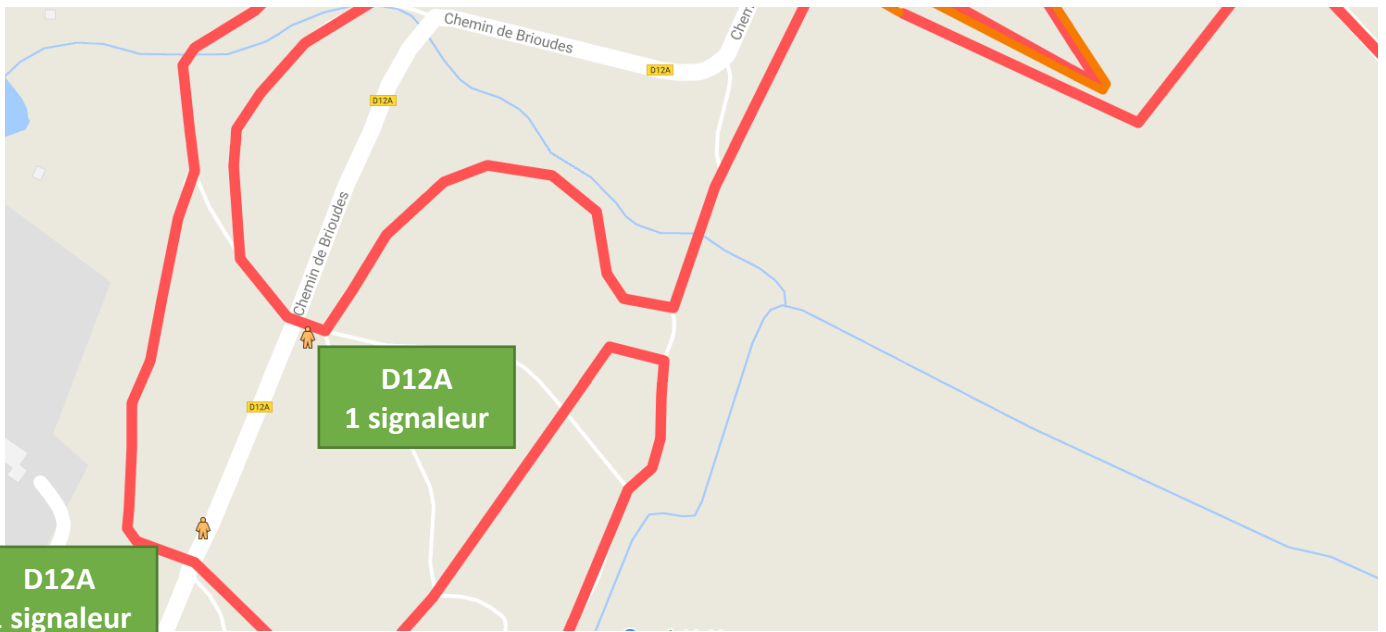 Chemin de Brioudes
D12A
D12A
Chemin de Brioudes
D12A
1 signaleur
D12A
D12A
signaleur